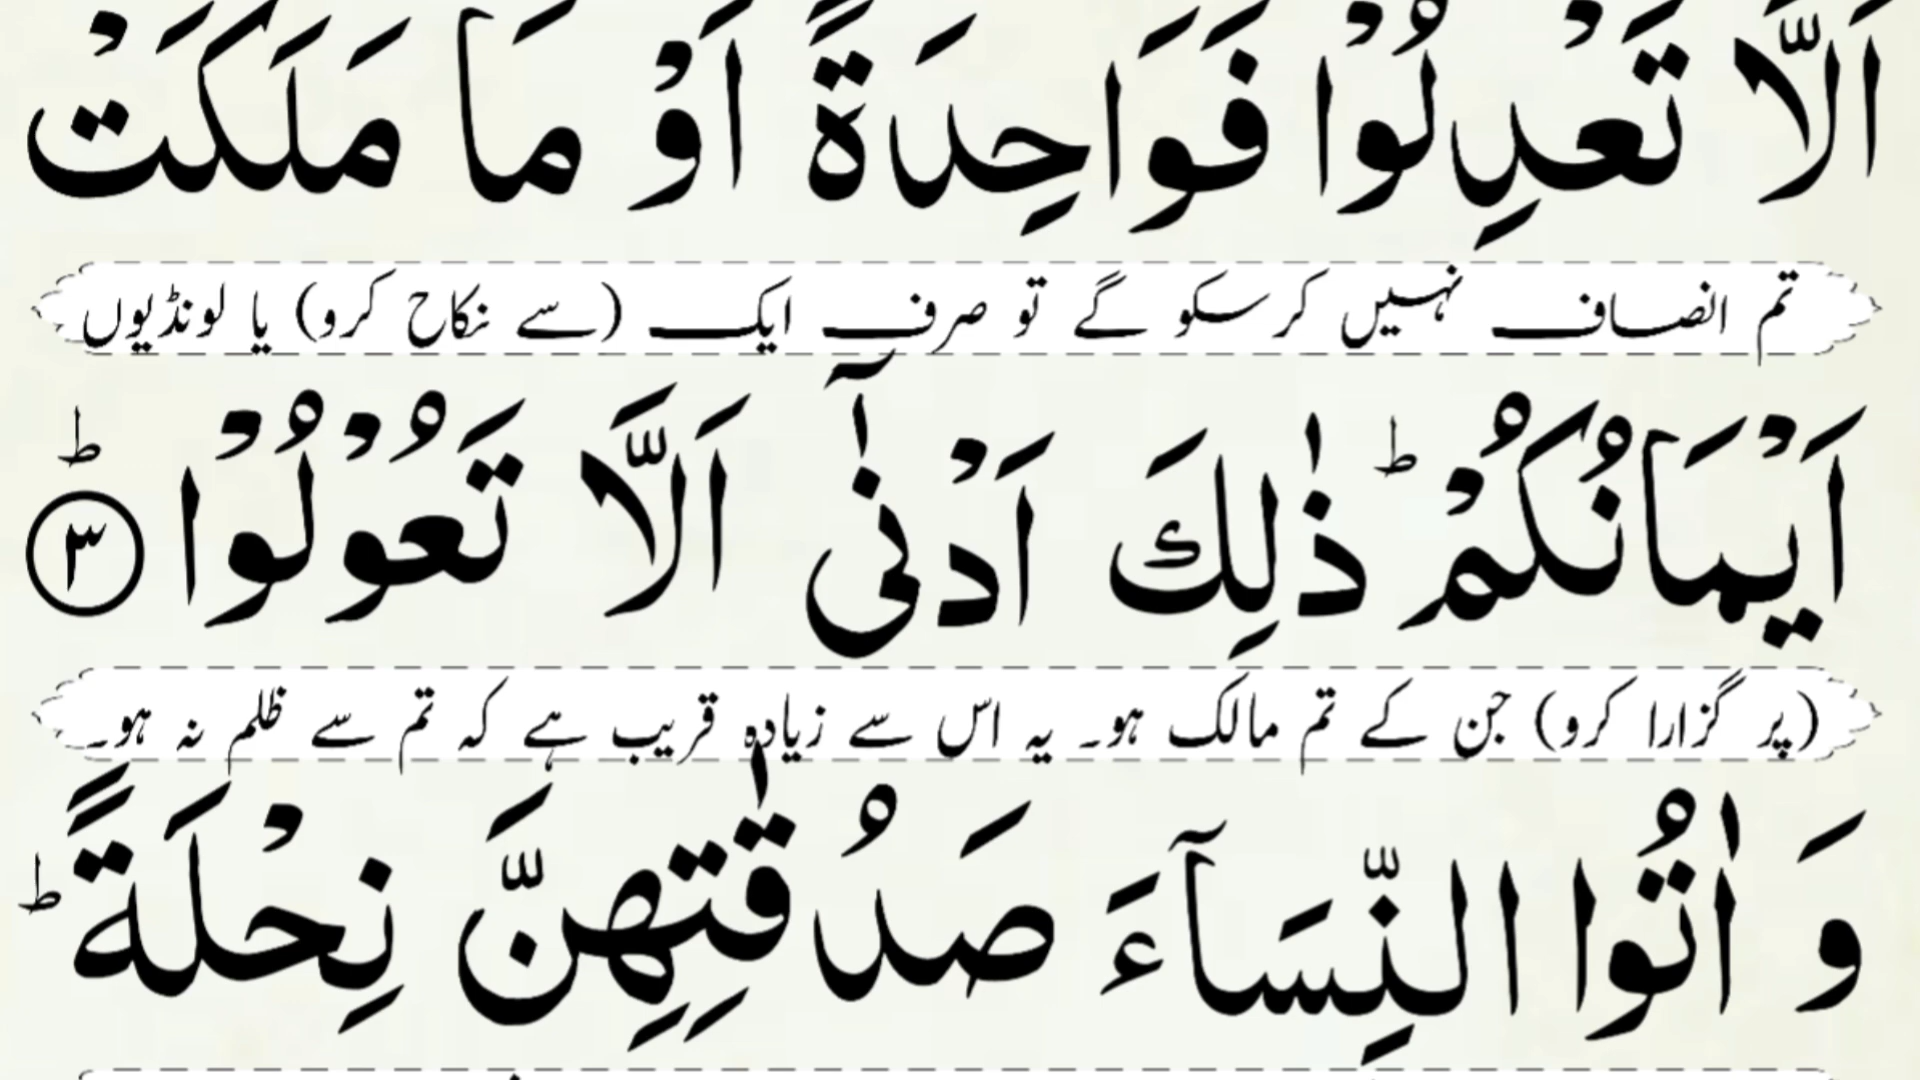 اَلَّا تَعْدِلُوْا فَوَاحِدَةً اَوْ مَا مَلَكَتْ
تم انصاف نہیں کرسکو گے تو صرف ایک (سے نکاح کرو) یا لونڈیوں
اَيْمَانُكُمْ ؕ ذٰلِكَ اَدْنٰۤى اَلَّا تَعُوْلُوْا ؕ ۳
(پر گزارا کرو) جن کے تم مالک ہو۔ یہ اس سے زیادہ قریب ہے کہ تم سے ظلم نہ ہو۔
وَ اٰتُوا النِّسَآءَ صَدُقٰتِهِنَّ نِحْلَةً ؕ